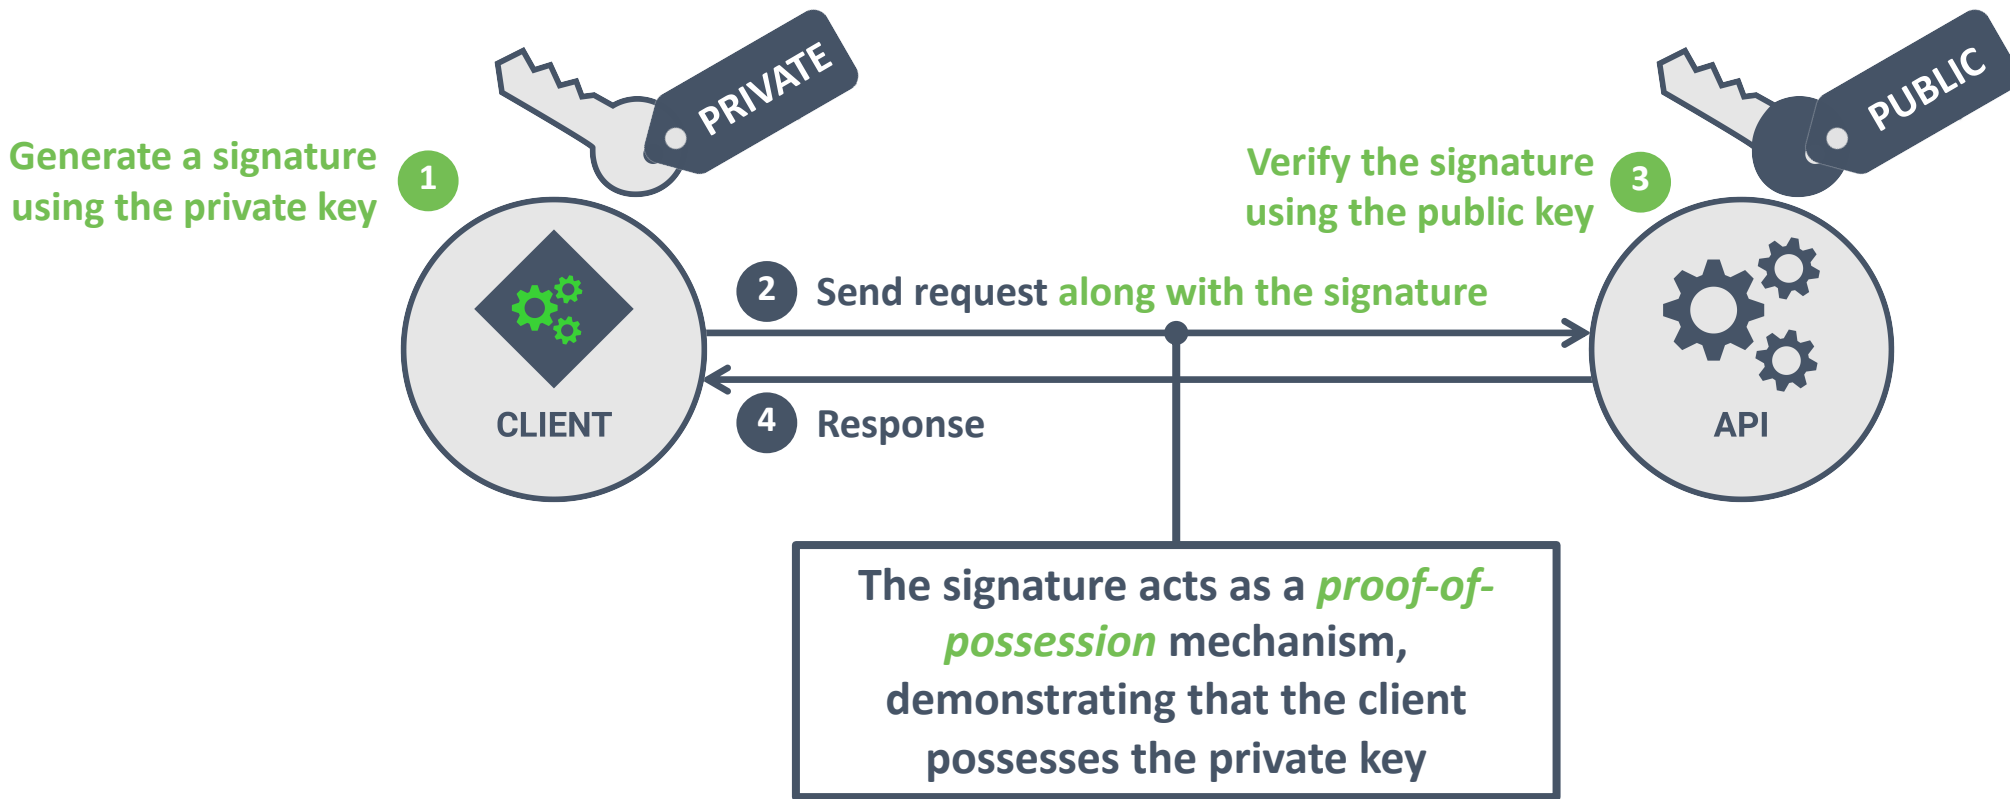 PRIVATE
PUBLIC
Generate a signature
using the private key
1
Verify the signature
using the public key
3
2 Send request along with the signature
4 Response
CLIENT
API
The signature acts as a proof-of-
possession mechanism,
demonstrating that the client
possesses the private key